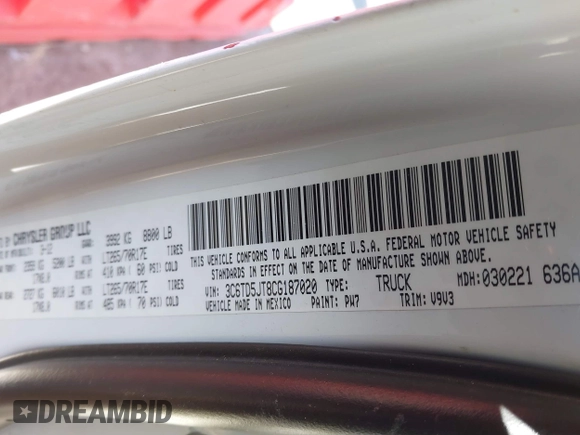 CHRYSLER GROUP LLC
3-12
3992 KG 8800 LB
LT265/70R17E TIRES
410 KPA ( 60 PSI) COLD
LT265/70R17E TIRES
485 KPA ( 70 PSI) COLD
THIS VEHICLE CONFORMS TO ALL APPLICABLE U.S.A. FEDERAL MOTOR VEHICLE SAFETY
STANDARDS IN EFFECT ON THE DATE OF MANUFACTURE SHOWN ABOVE.
VIN: 3C6TD5JT8CG187020 TYPE: TRUCK MDH: 030221 636A
VEHICLE MADE IN MEXICO PAINT: PW7 TRIM: V9V3
DREAMBID